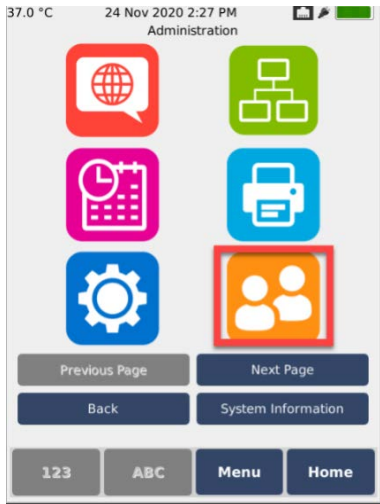 37.0 °C 24 Nov 2020 2:27 PM
Administration
Previous Page Next Page
Back System Information
123 ABC Menu Home